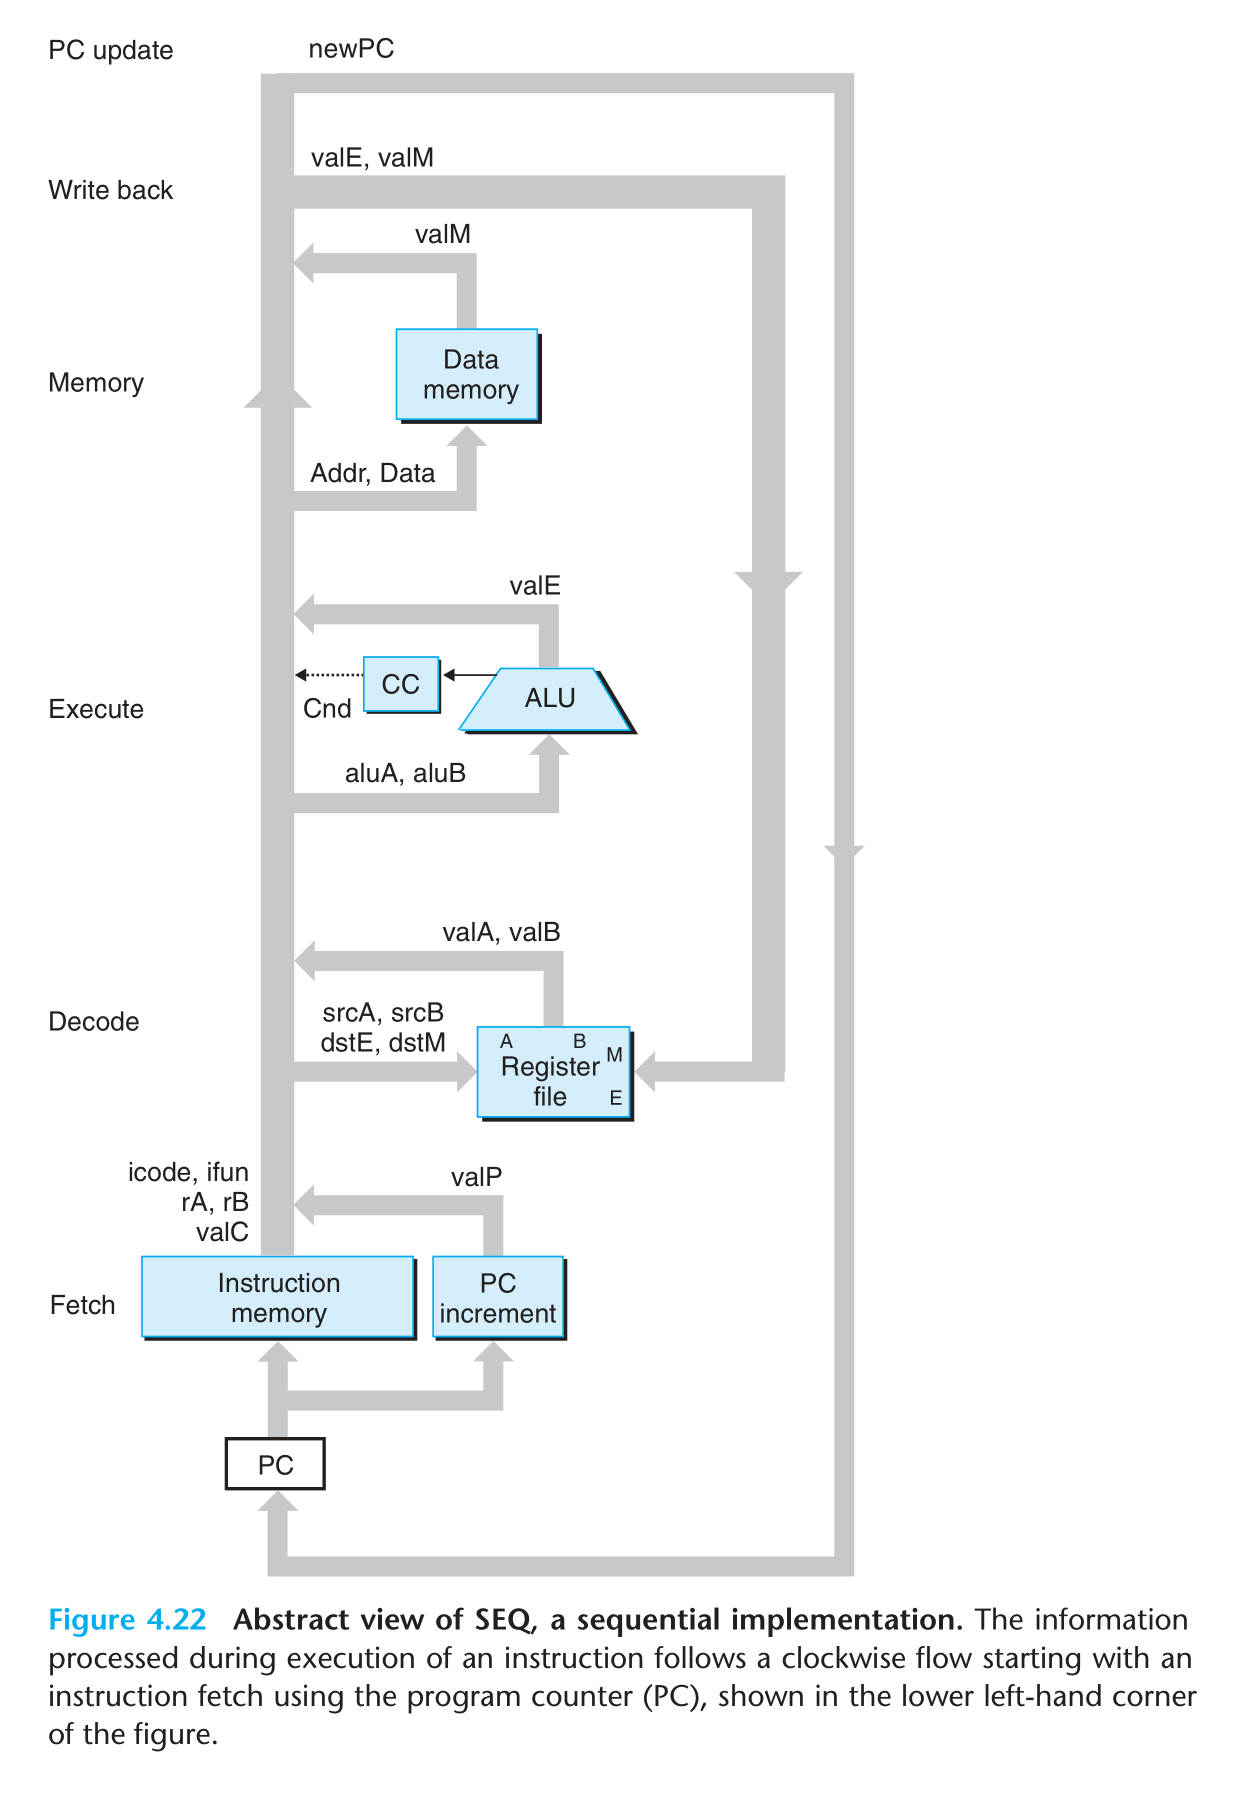 PC update
newPC
valE, valM
Write back
valM
Data
memory
Memory
Addr, Data
valE
CC
ALU
Cnd
Execute
aluA, aluB
valA, valB
srcA, srcB
dstE, dstM
Decode
A B
M
Register
file
E
icode, ifun
rA, rB
valC
valP
Instruction
memory
PC
increment
Fetch
PC
Figure 4.22 Abstract view of SEQ, a sequential implementation. The information
processed during execution of an instruction follows a clockwise flow starting with an
instruction fetch using the program counter (PC), shown in the lower left-hand corner
of the figure.